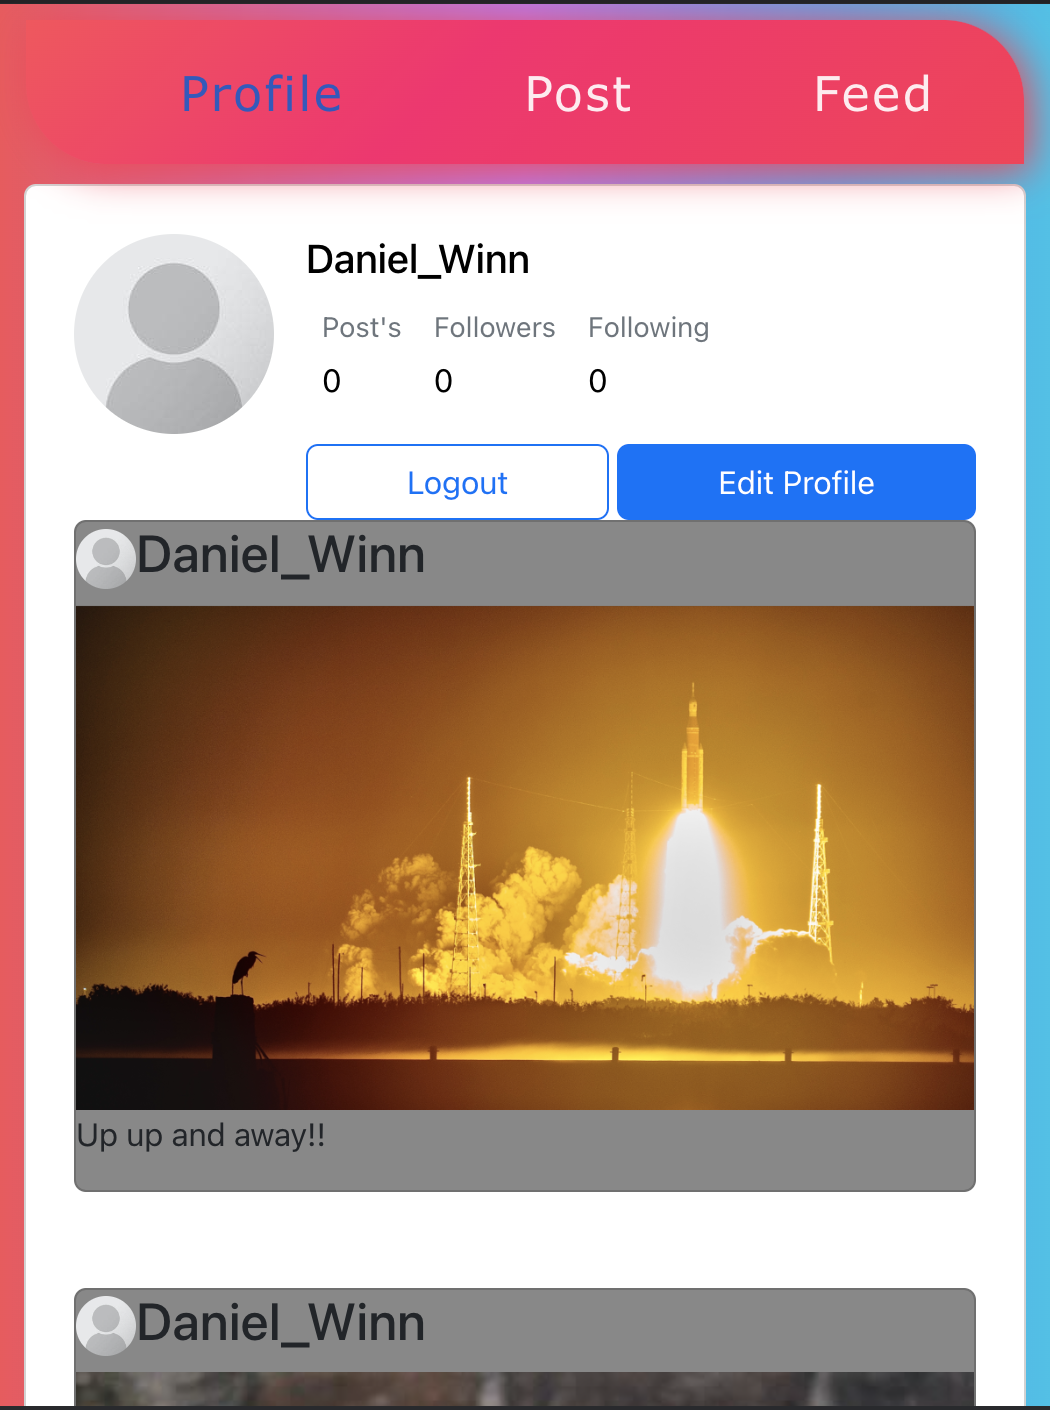 Profile Post Feed
Daniel_Winn
Post's Followers Following
0 0 0
Logout Edit Profile
Daniel_Winn
Up up and away!!
Daniel_Winn